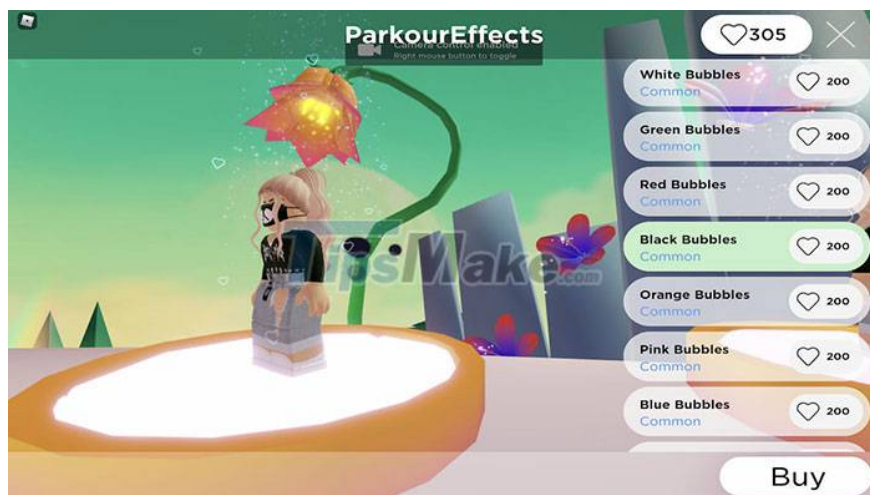 ParkourEffects
305
Camera control enabled
Right mouse button to toggle
White Bubbles
Common
200
Green Bubbles
Common
200
Red Bubbles
Common
200
Black Bubbles
Common
200
Orange Bubbles
Common
200
Pink Bubbles
Common
200
Blue Bubbles
Common
200
TipsMake.com
Buy